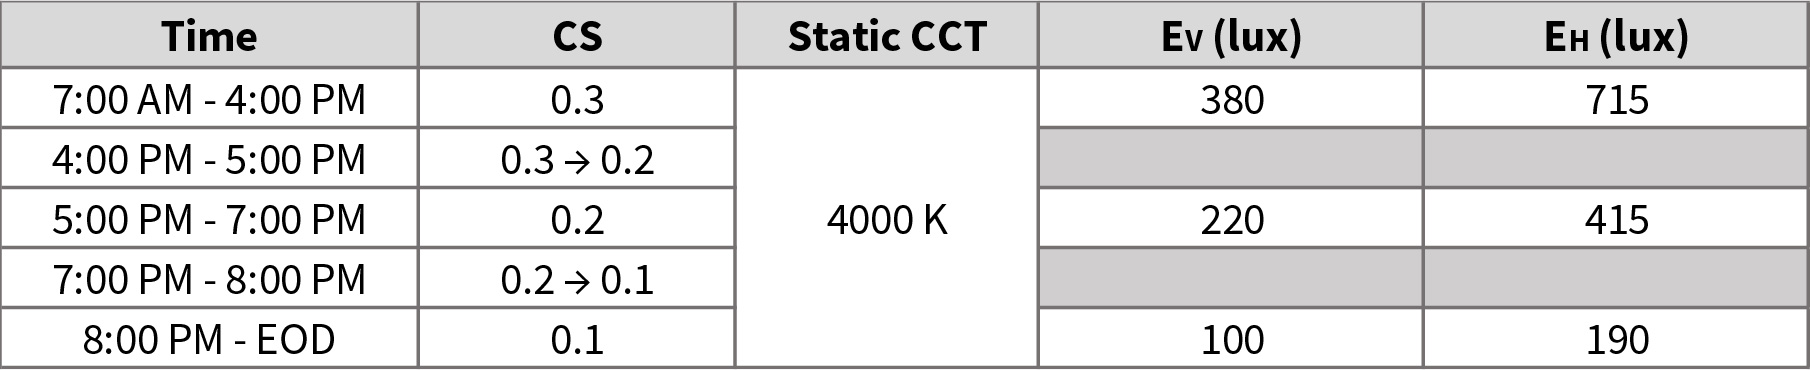 Time CS Static CCT EV (lux) EH (lux)
7:00 AM - 4:00 PM 0.3 380 715
4:00 PM - 5:00 PM 0.3 → 0.2
5:00 PM - 7:00 PM 0.2 4000 K 220 415
7:00 PM - 8:00 PM 0.2 → 0.1
8:00 PM - EOD 0.1 100 190